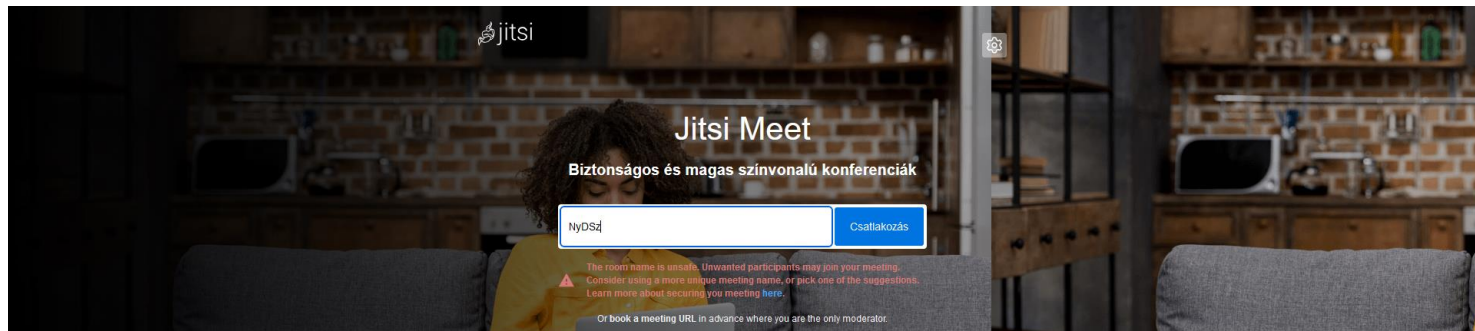 jitsi
Jitsi Meet
Biztonságos és magas színvonalú konferenciák
NyDSz
Csatlakozás
The room name is unsafe. Unwanted participants may join your meeting.
Consider using a more unique meeting name, or pick one of the suggestions.
Learn more about securing you meeting here.
Or book a meeting URL in advance where you are the only moderator.